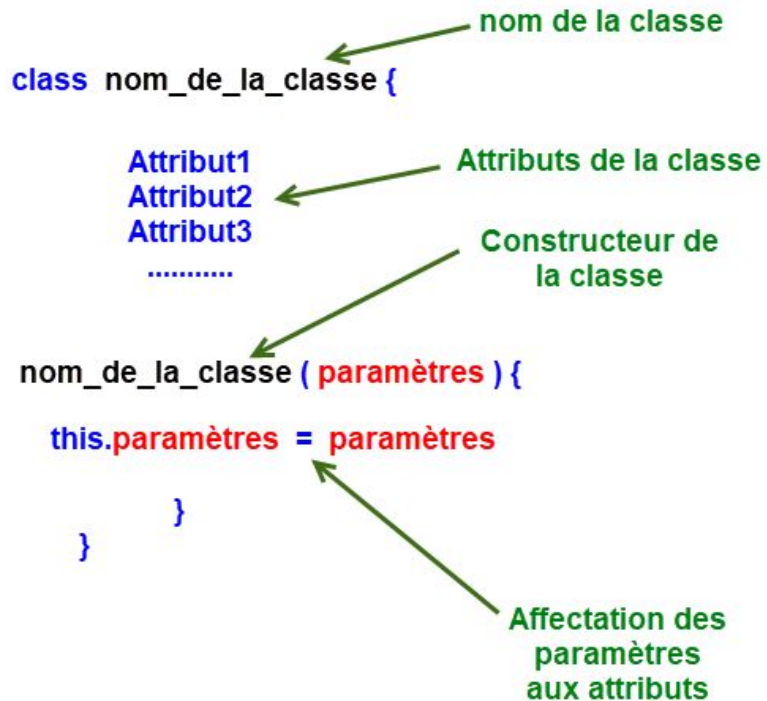 nom de la classe
class nom_de_la_classe {
Attribut1
Attributs de la classe
Attribut2
Attribut3
Constructeur de
la classe
...........
nom_de_la_classe ( paramètres ) {
this.paramètres = paramètres
}
}
Affectation des
paramètres
aux attributs